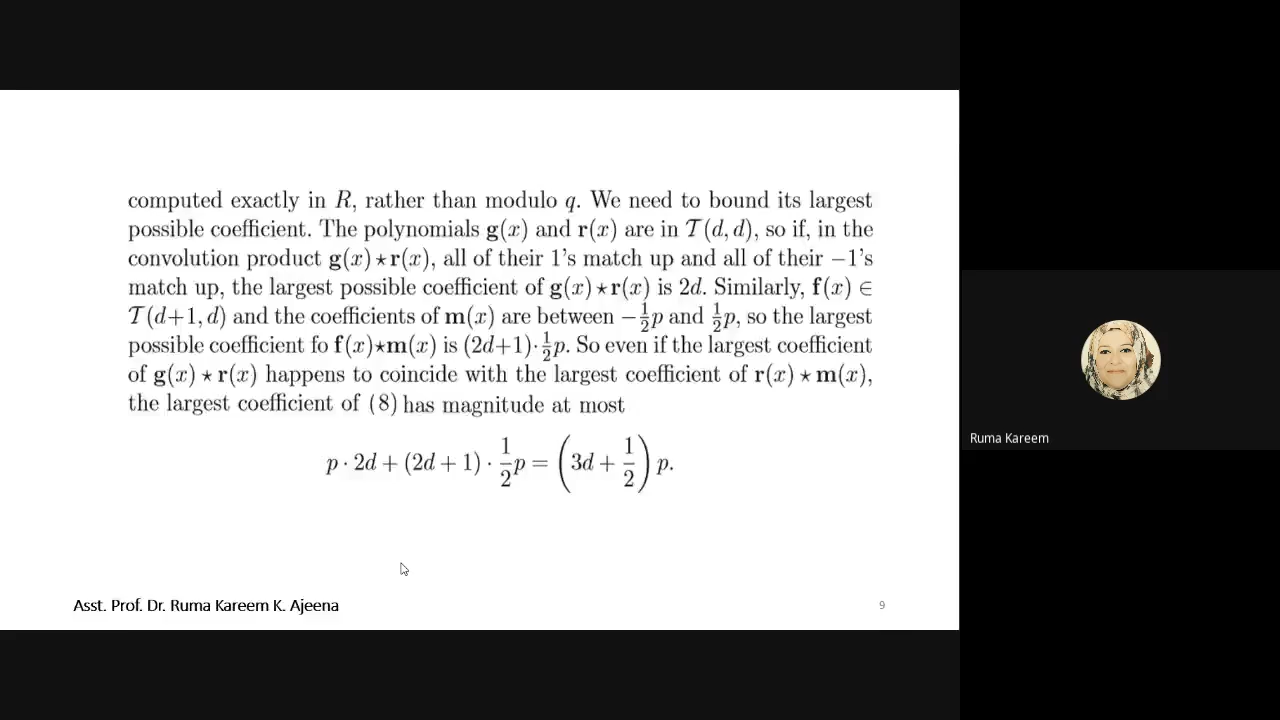 computed exactly in R, rather than modulo q. We need to bound its largest
possible coefficient. The polynomials g(x) and r(x) are in 𝒯(d, d), so if, in the
convolution product g(x) ⋆ r(x), all of their 1's match up and all of their −1's
match up, the largest possible coefficient of g(x) ⋆ r(x) is 2d. Similarly, f(x) ∈
𝒯(d+1, d) and the coefficients of m(x) are between −½p and ½p, so the largest
possible coefficient fo f(x)⋆m(x) is (2d+1)·½p. So even if the largest coefficient
of g(x) ⋆ r(x) happens to coincide with the largest coefficient of r(x) ⋆ m(x),
the largest coefficient of (8) has magnitude at most
p · 2d + (2d + 1) · ½p = (3d + ½) p.
Ruma Kareem
Asst. Prof. Dr. Ruma Kareem K. Ajeena
9